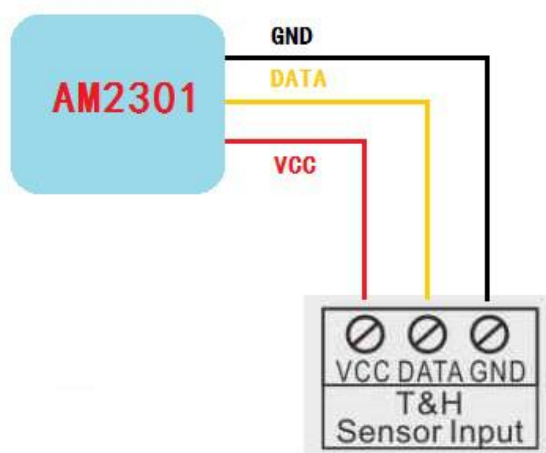 GND
DATA
AM2301
VCC
VCC DATA GND
T&H
Sensor Input